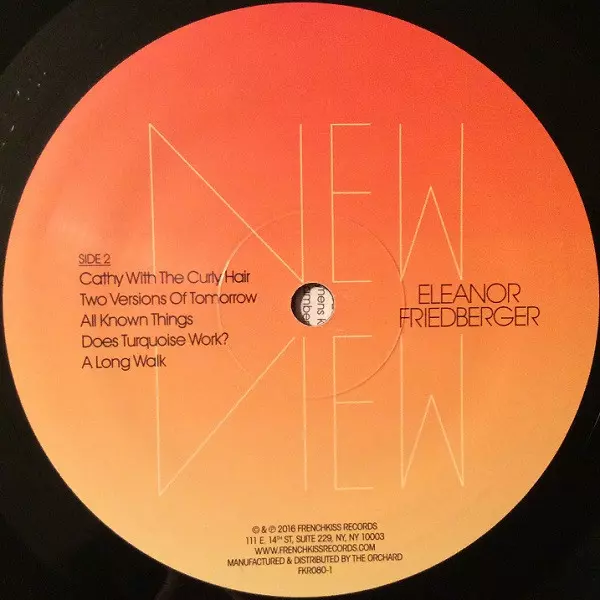 NEW
VIEW
SIDE 2
Cathy With The Curly Hair
Two Versions Of Tomorrow
All Known Things
Does Turquoise Work?
A Long Walk
ELEANOR
FRIEDBERGER
© & ℗ 2016 FRENCHKISS RECORDS
111 E. 14TH ST, SUITE 229, NY, NY 10003
WWW.FRENCHKISSRECORDS.COM
MANUFACTURED & DISTRIBUTED BY THE ORCHARD
FKR080-1